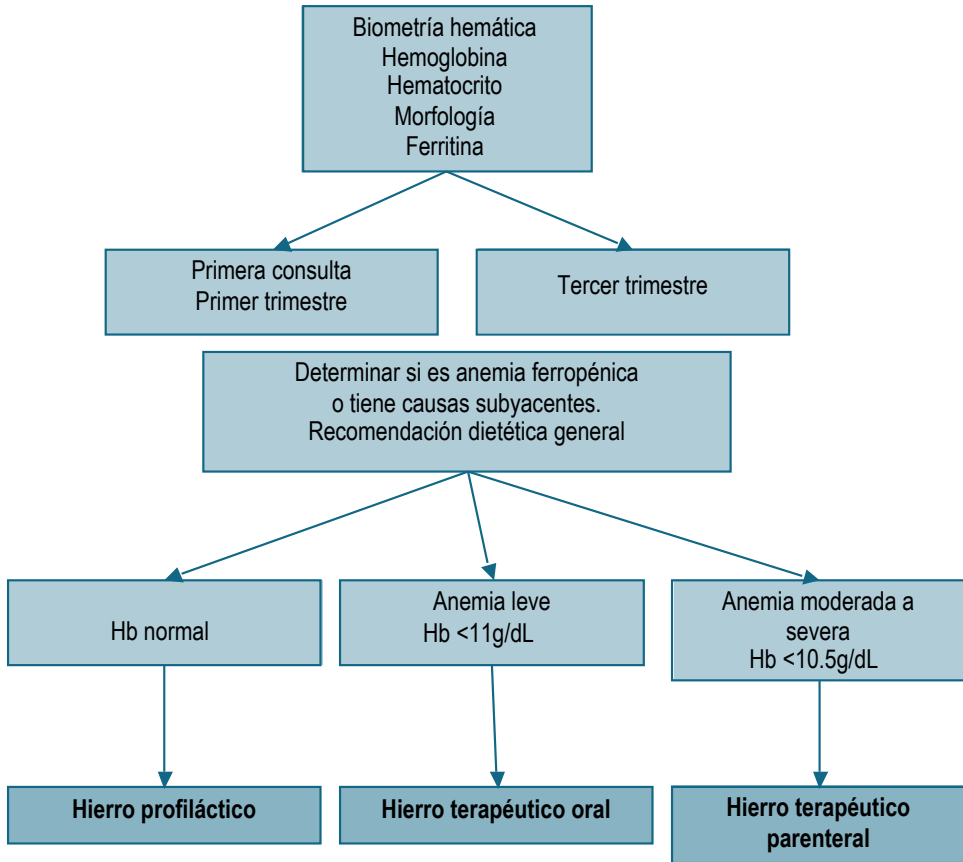 Biometría hemática
Hemoglobina
Hematocrito
Morfología
Ferritina
Primera consulta
Primer trimestre
Tercer trimestre
Determinar si es anemia ferropénica
o tiene causas subyacentes.
Recomendación dietética general
Hb normal
Anemia leve
Hb <11g/dL
Anemia moderada a
severa
Hb <10.5g/dL
Hierro profiláctico
Hierro terapéutico oral
Hierro terapéutico
parenteral